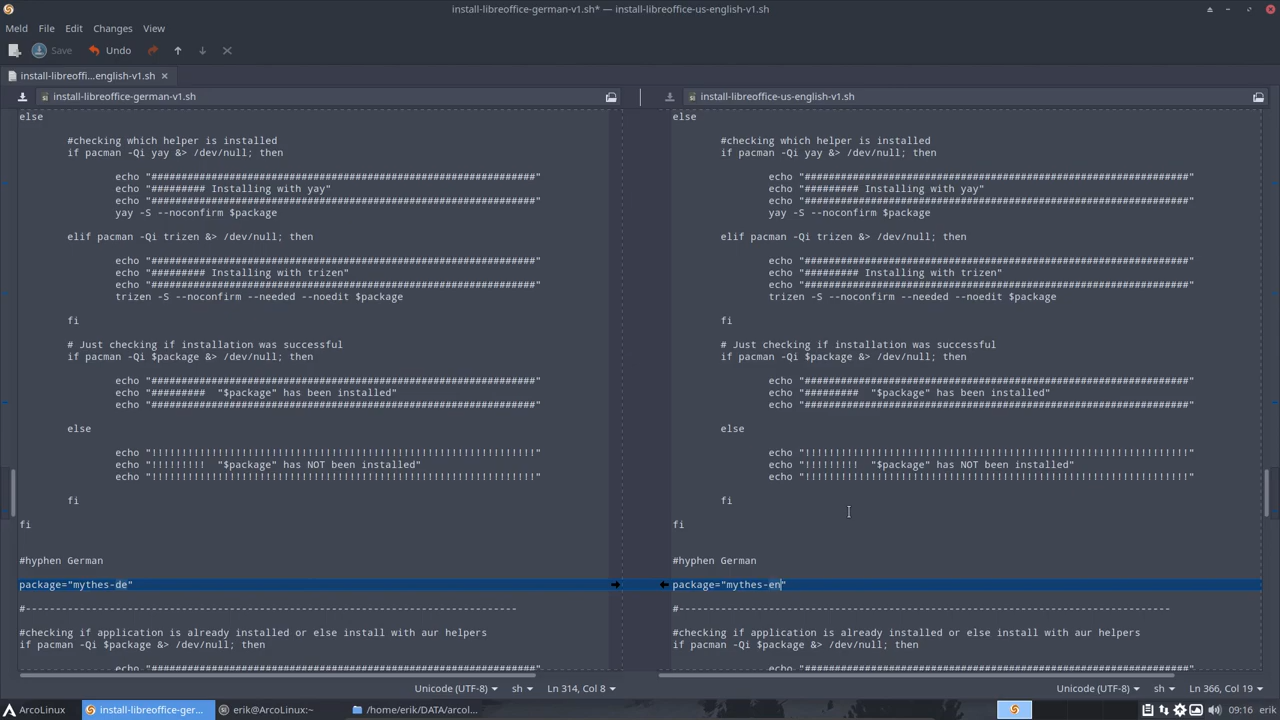 install-libreoffice-german-v1.sh* — install-libreoffice-us-english-v1.sh
Meld File Edit Changes View
Save Undo
install-libreoffi...english-v1.sh
install-libreoffice-german-v1.sh
install-libreoffice-us-english-v1.sh
else
#checking which helper is installed
if pacman -Qi yay &> /dev/null; then
echo "################################################################"
echo "######### Installing with yay"
echo "################################################################"
yay -S --noconfirm $package
elif pacman -Qi trizen &> /dev/null; then
echo "################################################################"
echo "######### Installing with trizen"
echo "################################################################"
trizen -S --noconfirm --needed --noedit $package
fi
# Just checking if installation was successful
if pacman -Qi $package &> /dev/null; then
echo "################################################################"
echo "#########  "$package" has been installed"
echo "################################################################"
else
echo "!!!!!!!!!!!!!!!!!!!!!!!!!!!!!!!!!!!!!!!!!!!!!!!!!!!!!!!!!!!!!!!!"
echo "!!!!!!!!!  "$package" has NOT been installed"
echo "!!!!!!!!!!!!!!!!!!!!!!!!!!!!!!!!!!!!!!!!!!!!!!!!!!!!!!!!!!!!!!!!"
fi
fi
#hyphen German
package="mythes-de"
#----------------------------------------------------------------------------------
#checking if application is already installed or else install with aur helpers
if pacman -Qi $package &> /dev/null; then
echo "################################################################"
else
#checking which helper is installed
if pacman -Qi yay &> /dev/null; then
echo "################################################################"
echo "######### Installing with yay"
echo "################################################################"
yay -S --noconfirm $package
elif pacman -Qi trizen &> /dev/null; then
echo "################################################################"
echo "######### Installing with trizen"
echo "################################################################"
trizen -S --noconfirm --needed --noedit $package
fi
# Just checking if installation was successful
if pacman -Qi $package &> /dev/null; then
echo "################################################################"
echo "#########  "$package" has been installed"
echo "################################################################"
else
echo "!!!!!!!!!!!!!!!!!!!!!!!!!!!!!!!!!!!!!!!!!!!!!!!!!!!!!!!!!!!!!!!!"
echo "!!!!!!!!!  "$package" has NOT been installed"
echo "!!!!!!!!!!!!!!!!!!!!!!!!!!!!!!!!!!!!!!!!!!!!!!!!!!!!!!!!!!!!!!!!"
fi
fi
#hyphen German
package="mythes-en"
#----------------------------------------------------------------------------------
#checking if application is already installed or else install with aur helpers
if pacman -Qi $package &> /dev/null; then
echo "################################################################"
Unicode (UTF-8) sh Ln 314, Col 8
Unicode (UTF-8) sh Ln 366, Col 19
ArcoLinux install-libreoffice-ger... erik@ArcoLinux:~ /home/erik/DATA/arcol... 09:16 erik